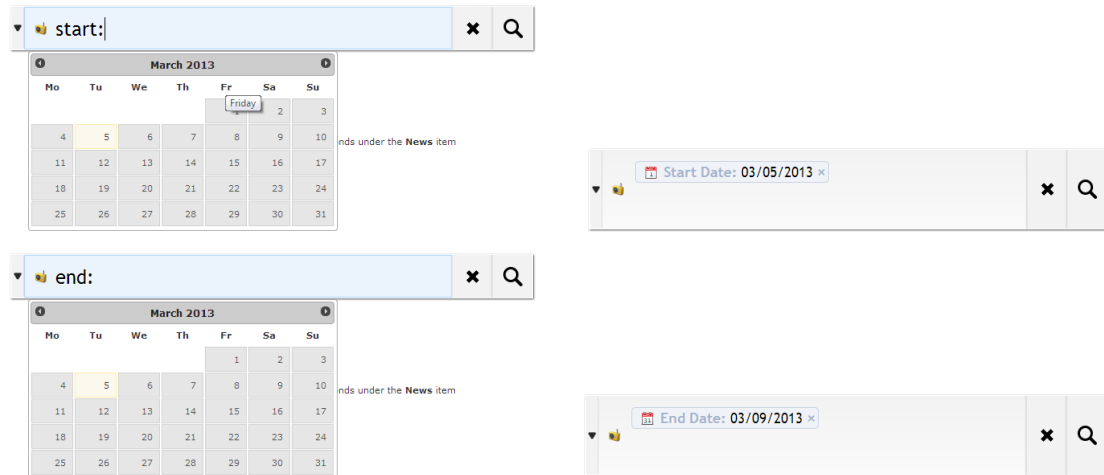 start:
March 2013
Mo Tu We Th Fr Sa Su
Friday
2 3
4 5 6 7 8 9 10
nds under the News item
11 12 13 14 15 16 17
18 19 20 21 22 23 24
25 26 27 28 29 30 31
Start Date: 03/05/2013 ×
end:
March 2013
Mo Tu We Th Fr Sa Su
1 2 3
4 5 6 7 8 9 10
nds under the News item
11 12 13 14 15 16 17
18 19 20 21 22 23 24
25 26 27 28 29 30 31
End Date: 03/09/2013 ×